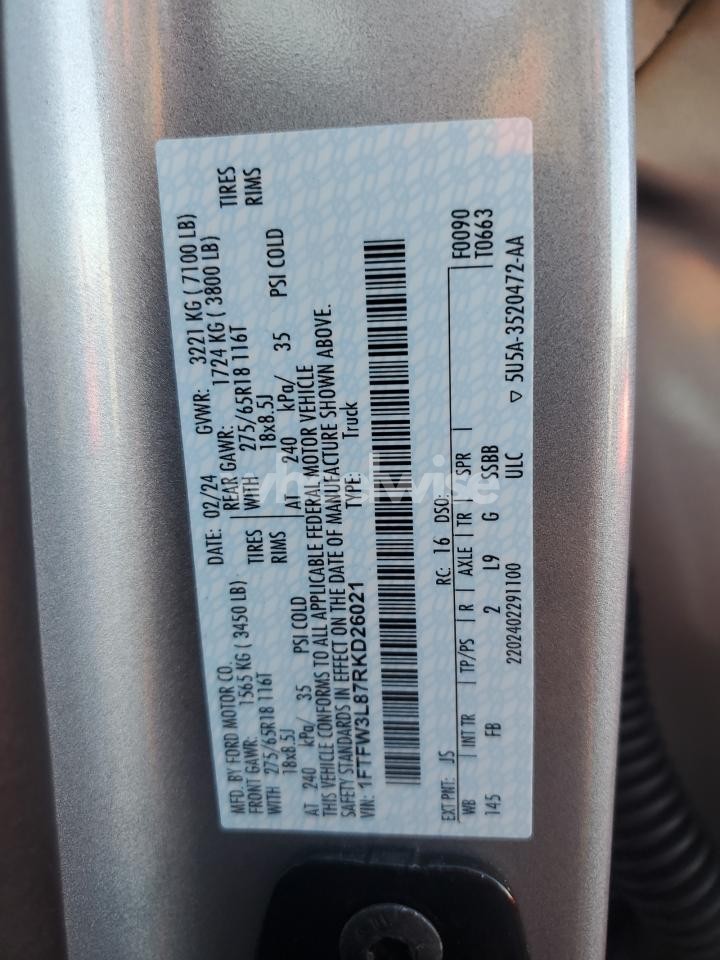 MFD. BY FORD MOTOR CO.
DATE: 02/24 GVWR: 3221 KG ( 7100 LB)
FRONT GAWR: 1565 KG ( 3450 LB)
REAR GAWR: 1724 KG ( 3800 LB)
WITH 275/65R18 116T TIRES
WITH 275/65R18 116T TIRES
18x8.5J RIMS
18x8.5J RIMS
AT 240 kPa/ 35 PSI COLD
AT 240 kPa/ 35 PSI COLD
THIS VEHICLE CONFORMS TO ALL APPLICABLE FEDERAL MOTOR VEHICLE
SAFETY STANDARDS IN EFFECT ON THE DATE OF MANUFACTURE SHOWN ABOVE.
VIN: 1FTFW3L87RKD26021 TYPE: Truck
EXT PNT: JS RC: 16 DSO: F0090
T0663
WB INT TR TP/PS R AXLE TR SPR
145 FB 2 L9 G SSBB
2202402291100 ULC ▽ 5U5A-3520472-AA
wheelwise